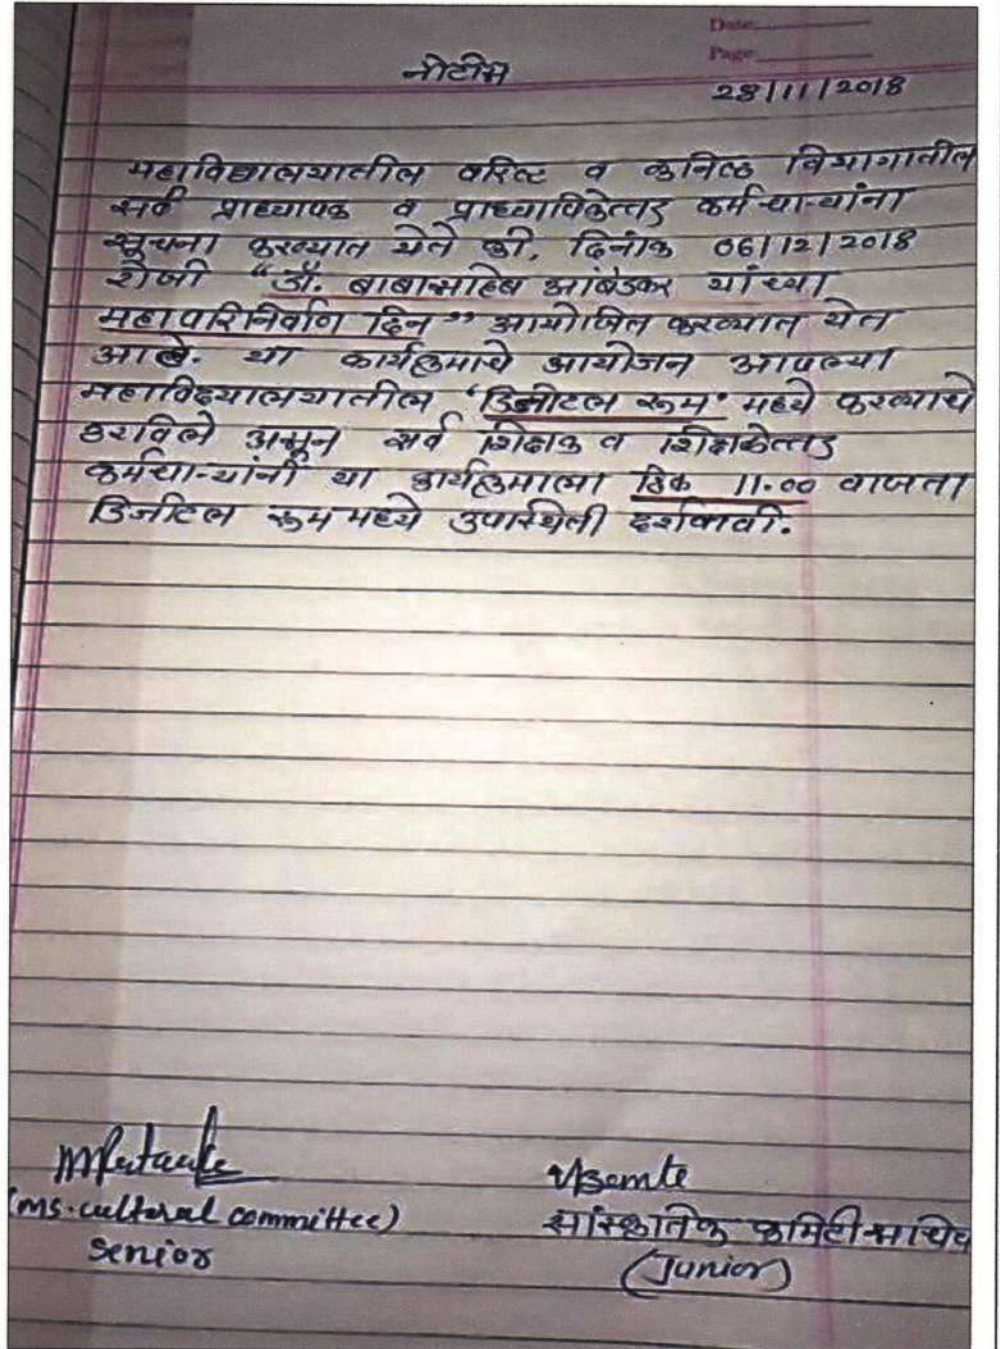 Date
Page
नोटीस
28/11/2018
महाविद्यालयातील वरिष्ट व कनिष्ठ विभागातील
सर्व प्राध्यापक व प्राध्यापिकेत्तर कर्मचाऱ्यांना
सूचना करण्यात येते की, दिनांक 06/12/2018
रोजी "डॉ. बाबासाहेब आंबेडकर यांच्या
महापरिनिर्वाण दिन" आयोजित करण्यात येत
आहे. या कार्यक्रमाचे आयोजन आपल्या
महाविद्यालयातील 'डिजीटल रूम' मध्ये करण्याचे
ठरविले असून सर्व शिक्षक व शिक्षकेत्तर
कर्मचाऱ्यांनी या कार्यक्रमाला ठिक 11.00 वाजता
डिजटिल रूममध्ये उपस्थिती दर्शवावी.
(ms. cultural committee)
Senior
सांस्कृतिक कमिटी सचिव
(Junior)